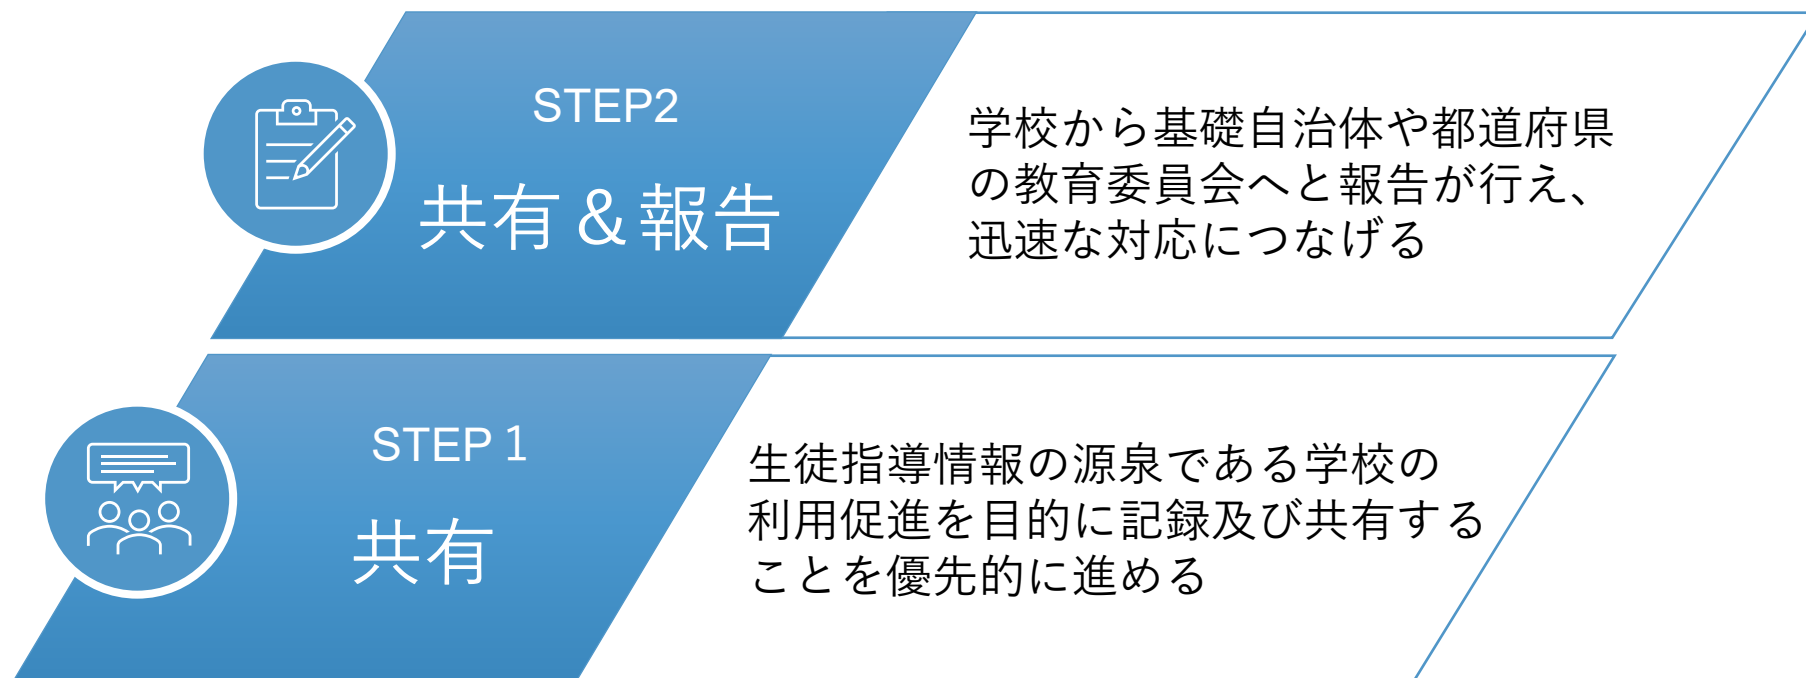 STEP2
共有＆報告
学校から基礎自治体や都道府県
の教育委員会へと報告が行え、
迅速な対応につなげる
STEP１
共有
生徒指導情報の源泉である学校の
利用促進を目的に記録及び共有する
ことを優先的に進める